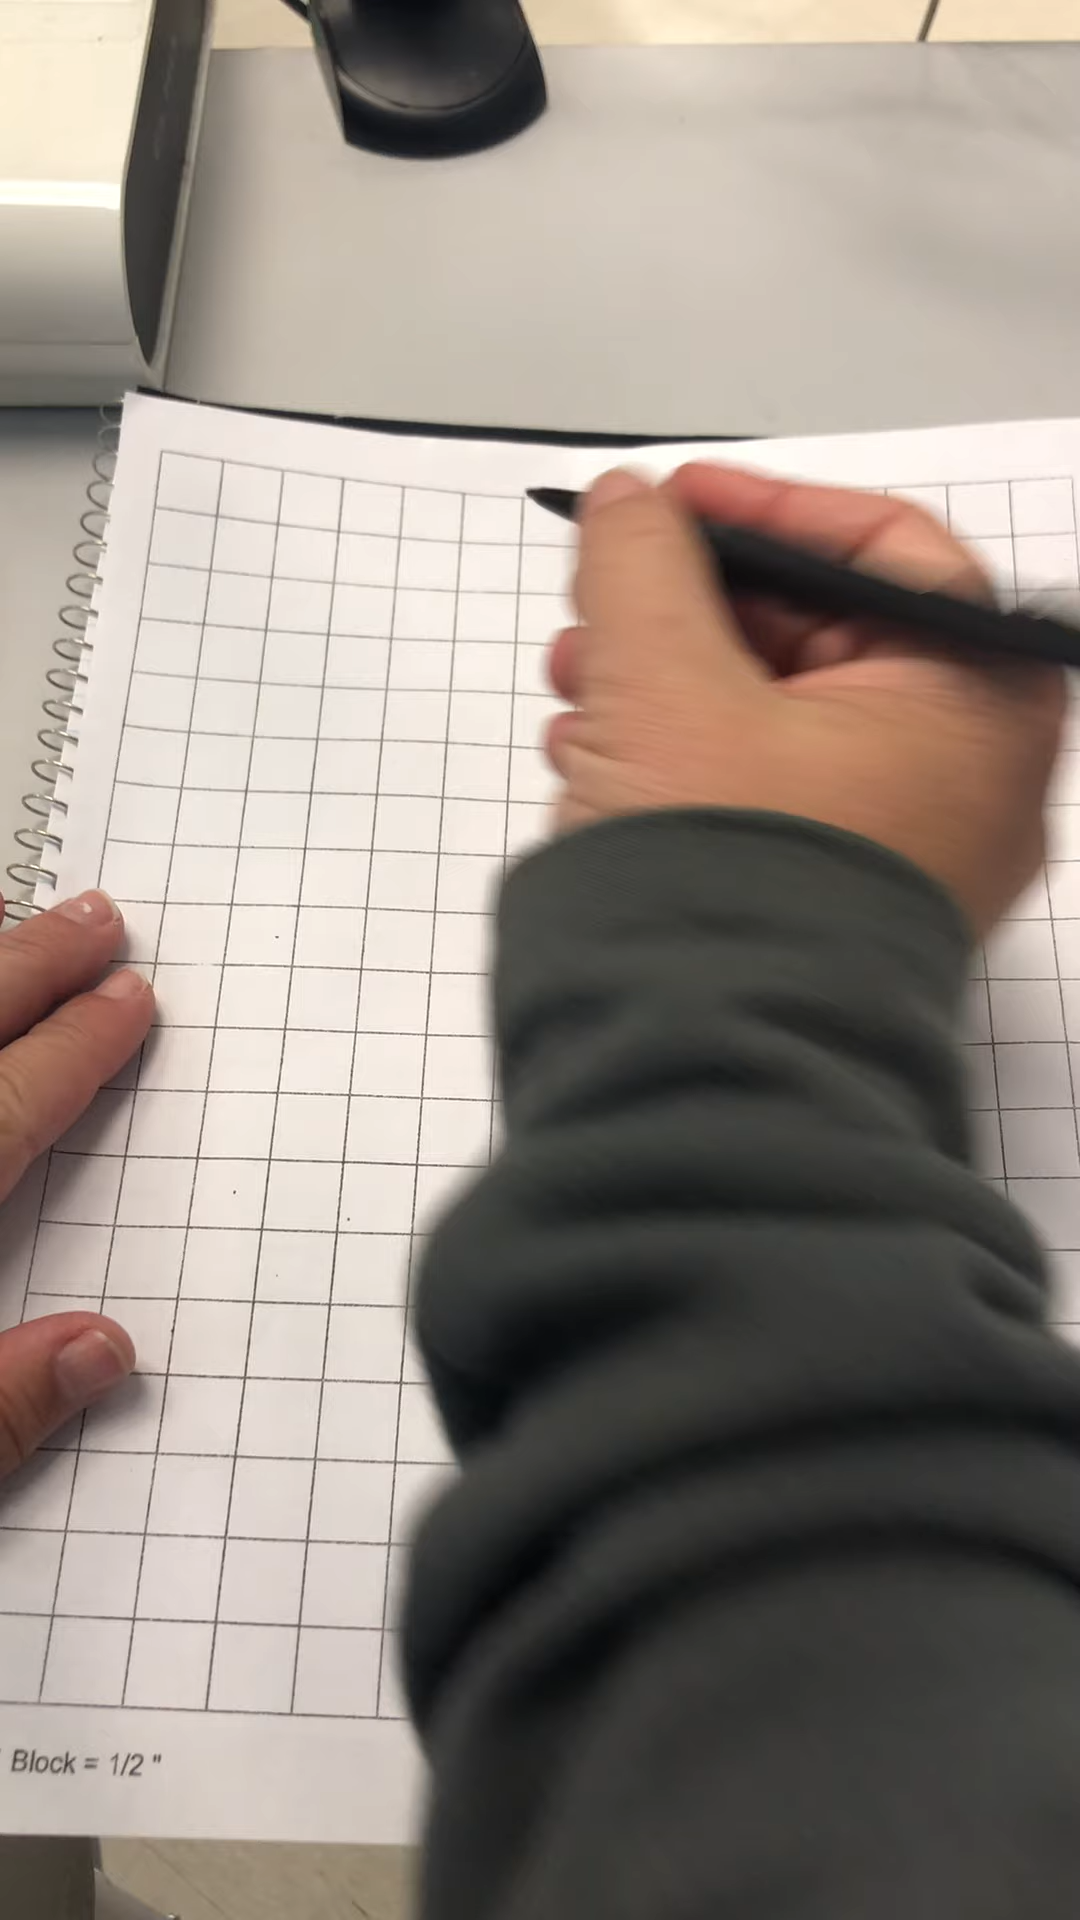 Block = 1/2 "